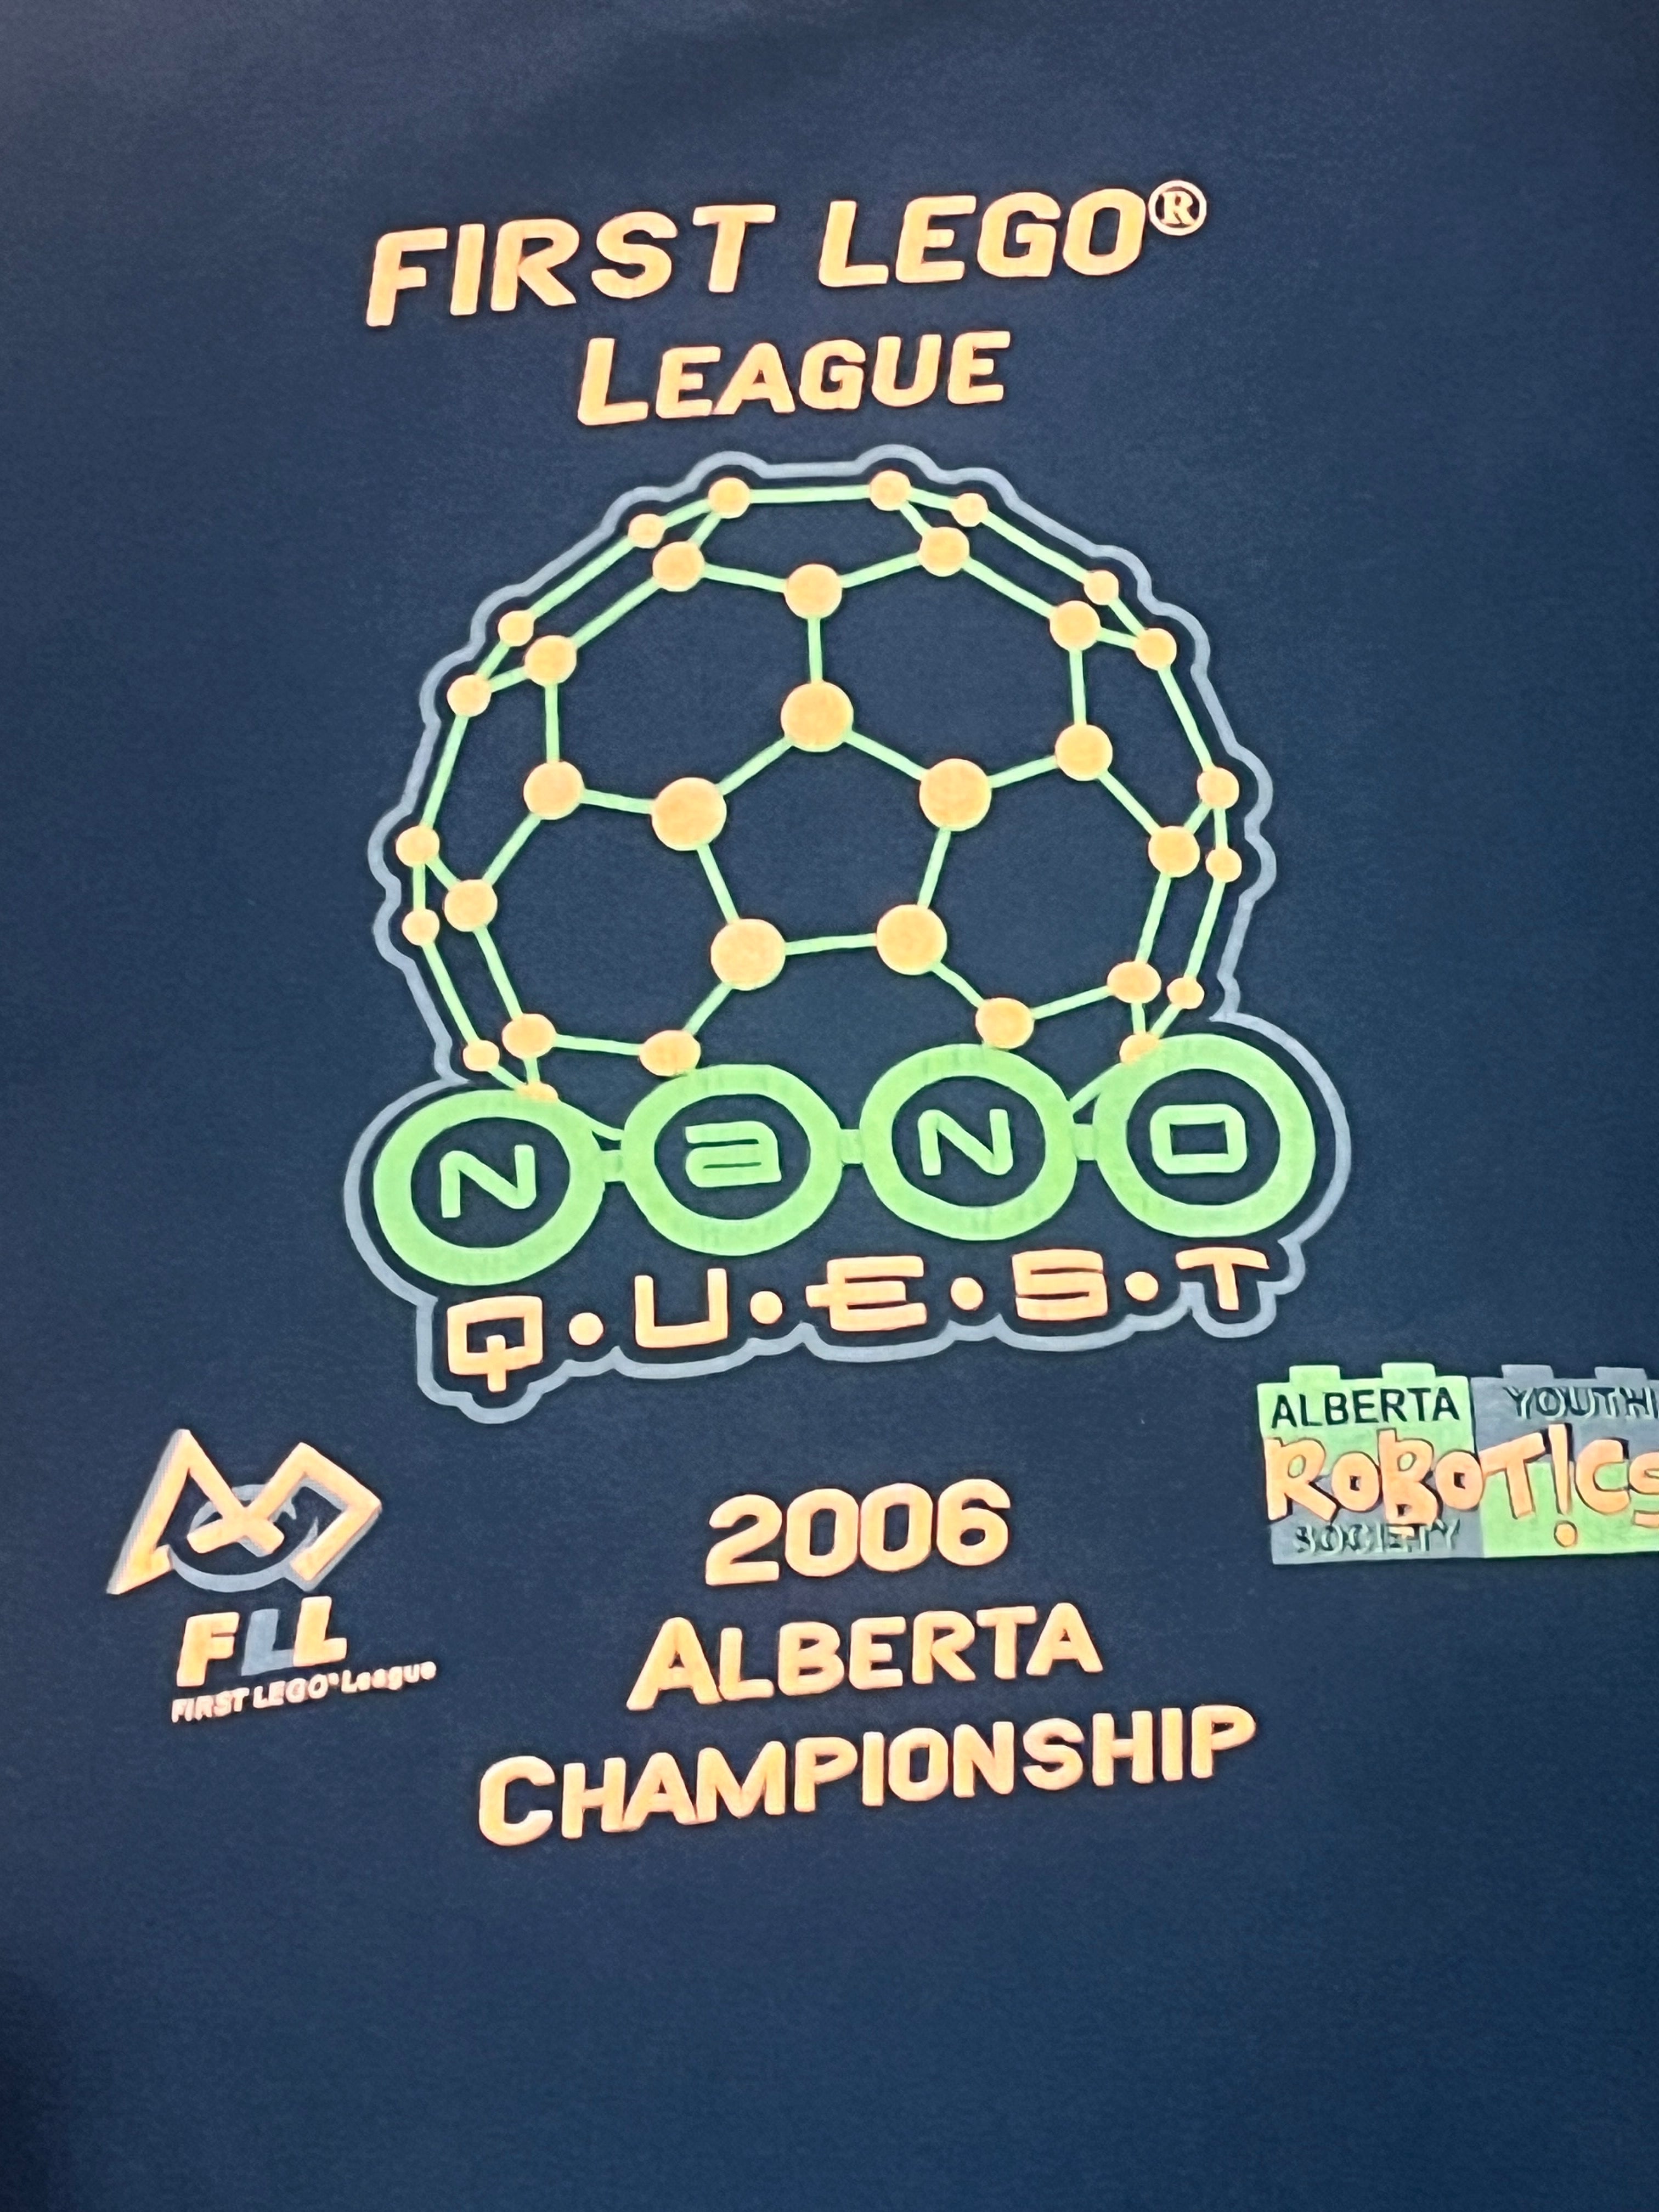 FIRST LEGO®
LEAGUE
NaNO
Q•U•E•S•T
ALBERTA YOUTH
ROBOT!CS
SOCIETY
FLL
FIRST LEGO® League
2006
ALBERTA
CHAMPIONSHIP